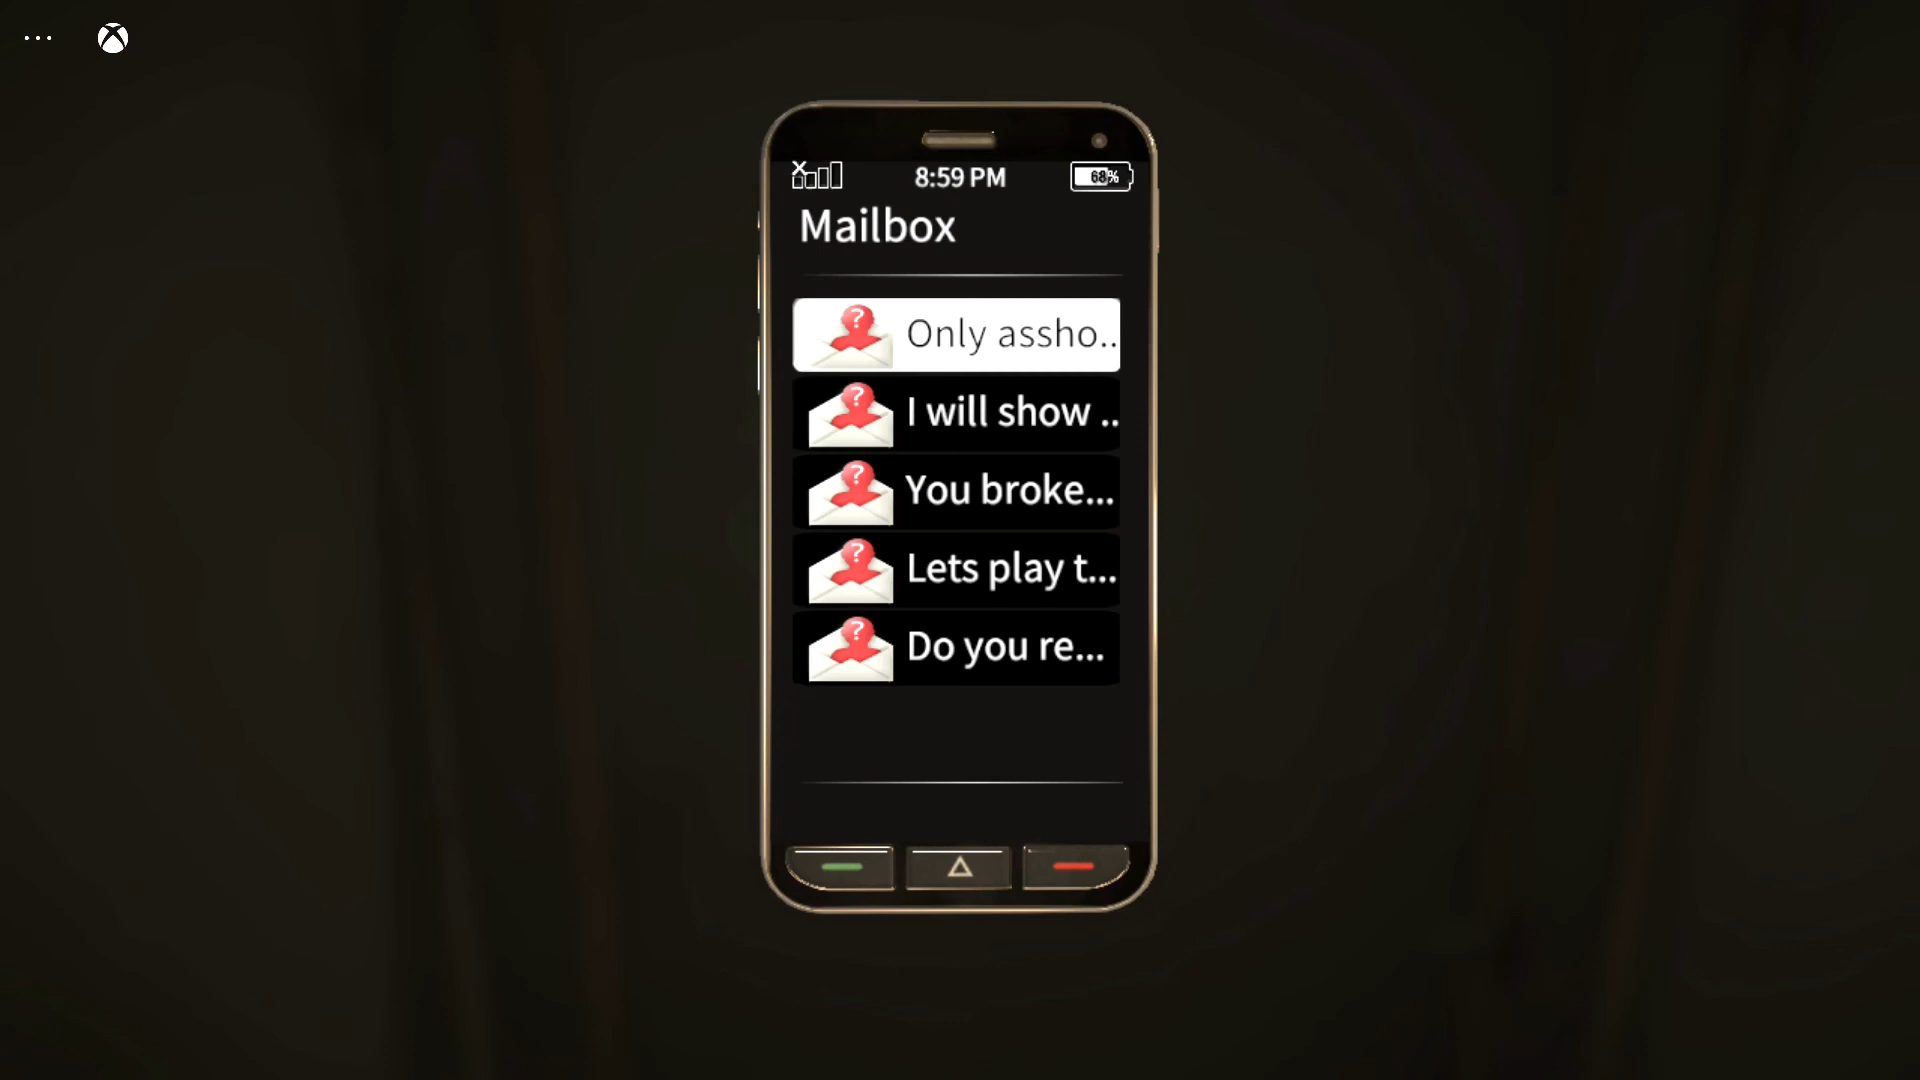 8:59 PM
68%
Mailbox
Only assho..
I will show ..
You broke...
Lets play t...
Do you re...